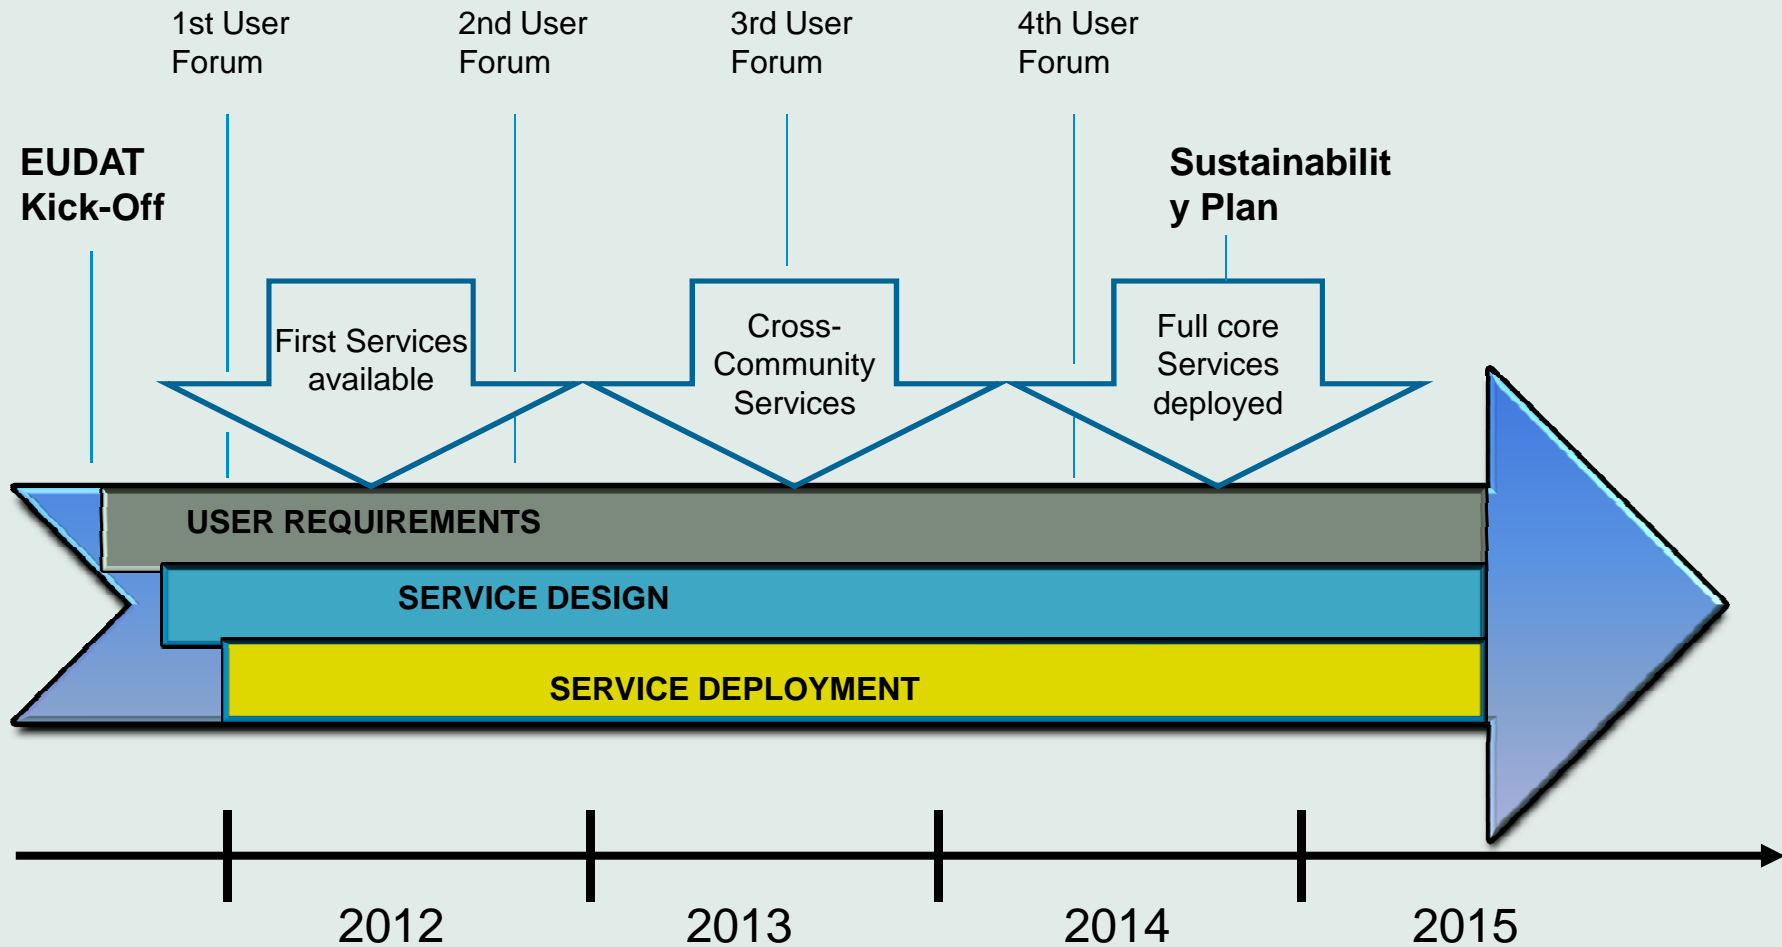 1st User
Forum
2nd User
Forum
3rd User
Forum
4th User
Forum
EUDAT
Kick-Off
Sustainabilit
y Plan
First Services
available
Cross-
Community
Services
Full core
Services
deployed
USER REQUIREMENTS
SERVICE DESIGN
SERVICE DEPLOYMENT
2012
2013
2014
2015